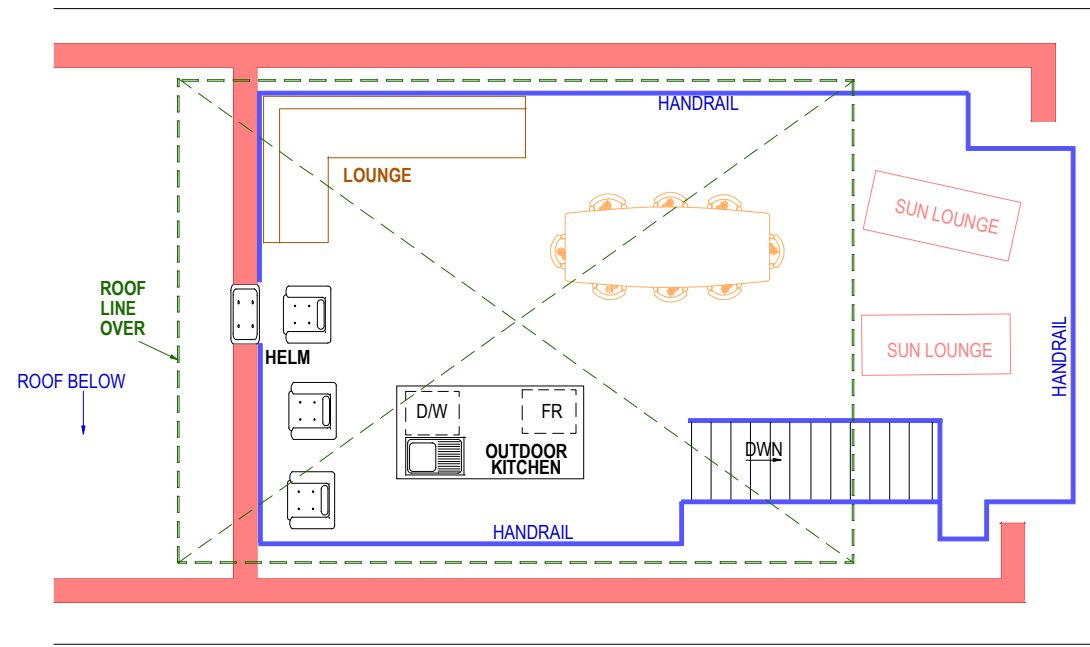 HANDRAIL
LOUNGE
SUN LOUNGE
ROOF
LINE
OVER
HELM
SUN LOUNGE
HANDRAIL
ROOF BELOW
D/W
FR
OUTDOOR
KITCHEN
DWN
HANDRAIL